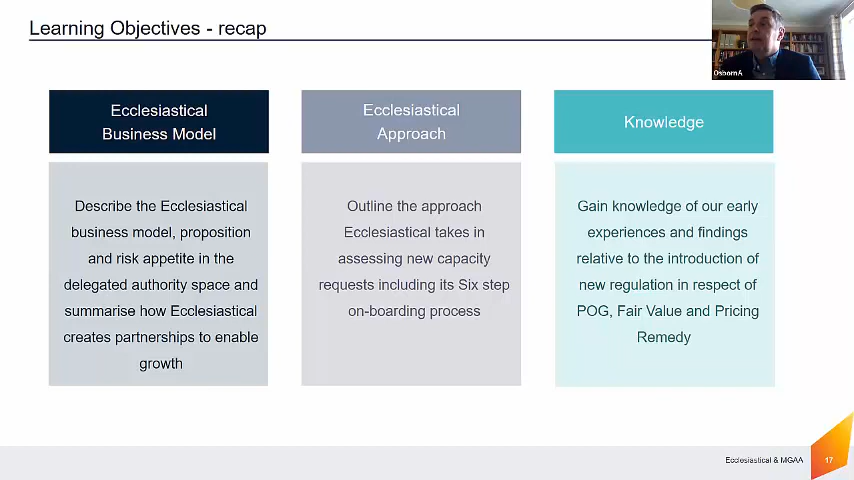 Learning Objectives - recap
OsbornA
Ecclesiastical
Business Model
Ecclesiastical
Approach
Knowledge
Describe the Ecclesiastical
business model, proposition
and risk appetite in the
delegated authority space and
summarise how Ecclesiastical
creates partnerships to enable
growth
Outline the approach
Ecclesiastical takes in
assessing new capacity
requests including its Six step
on-boarding process
Gain knowledge of our early
experiences and findings
relative to the introduction of
new regulation in respect of
POG, Fair Value and Pricing
Remedy
Ecclesiastical & MGAA
17